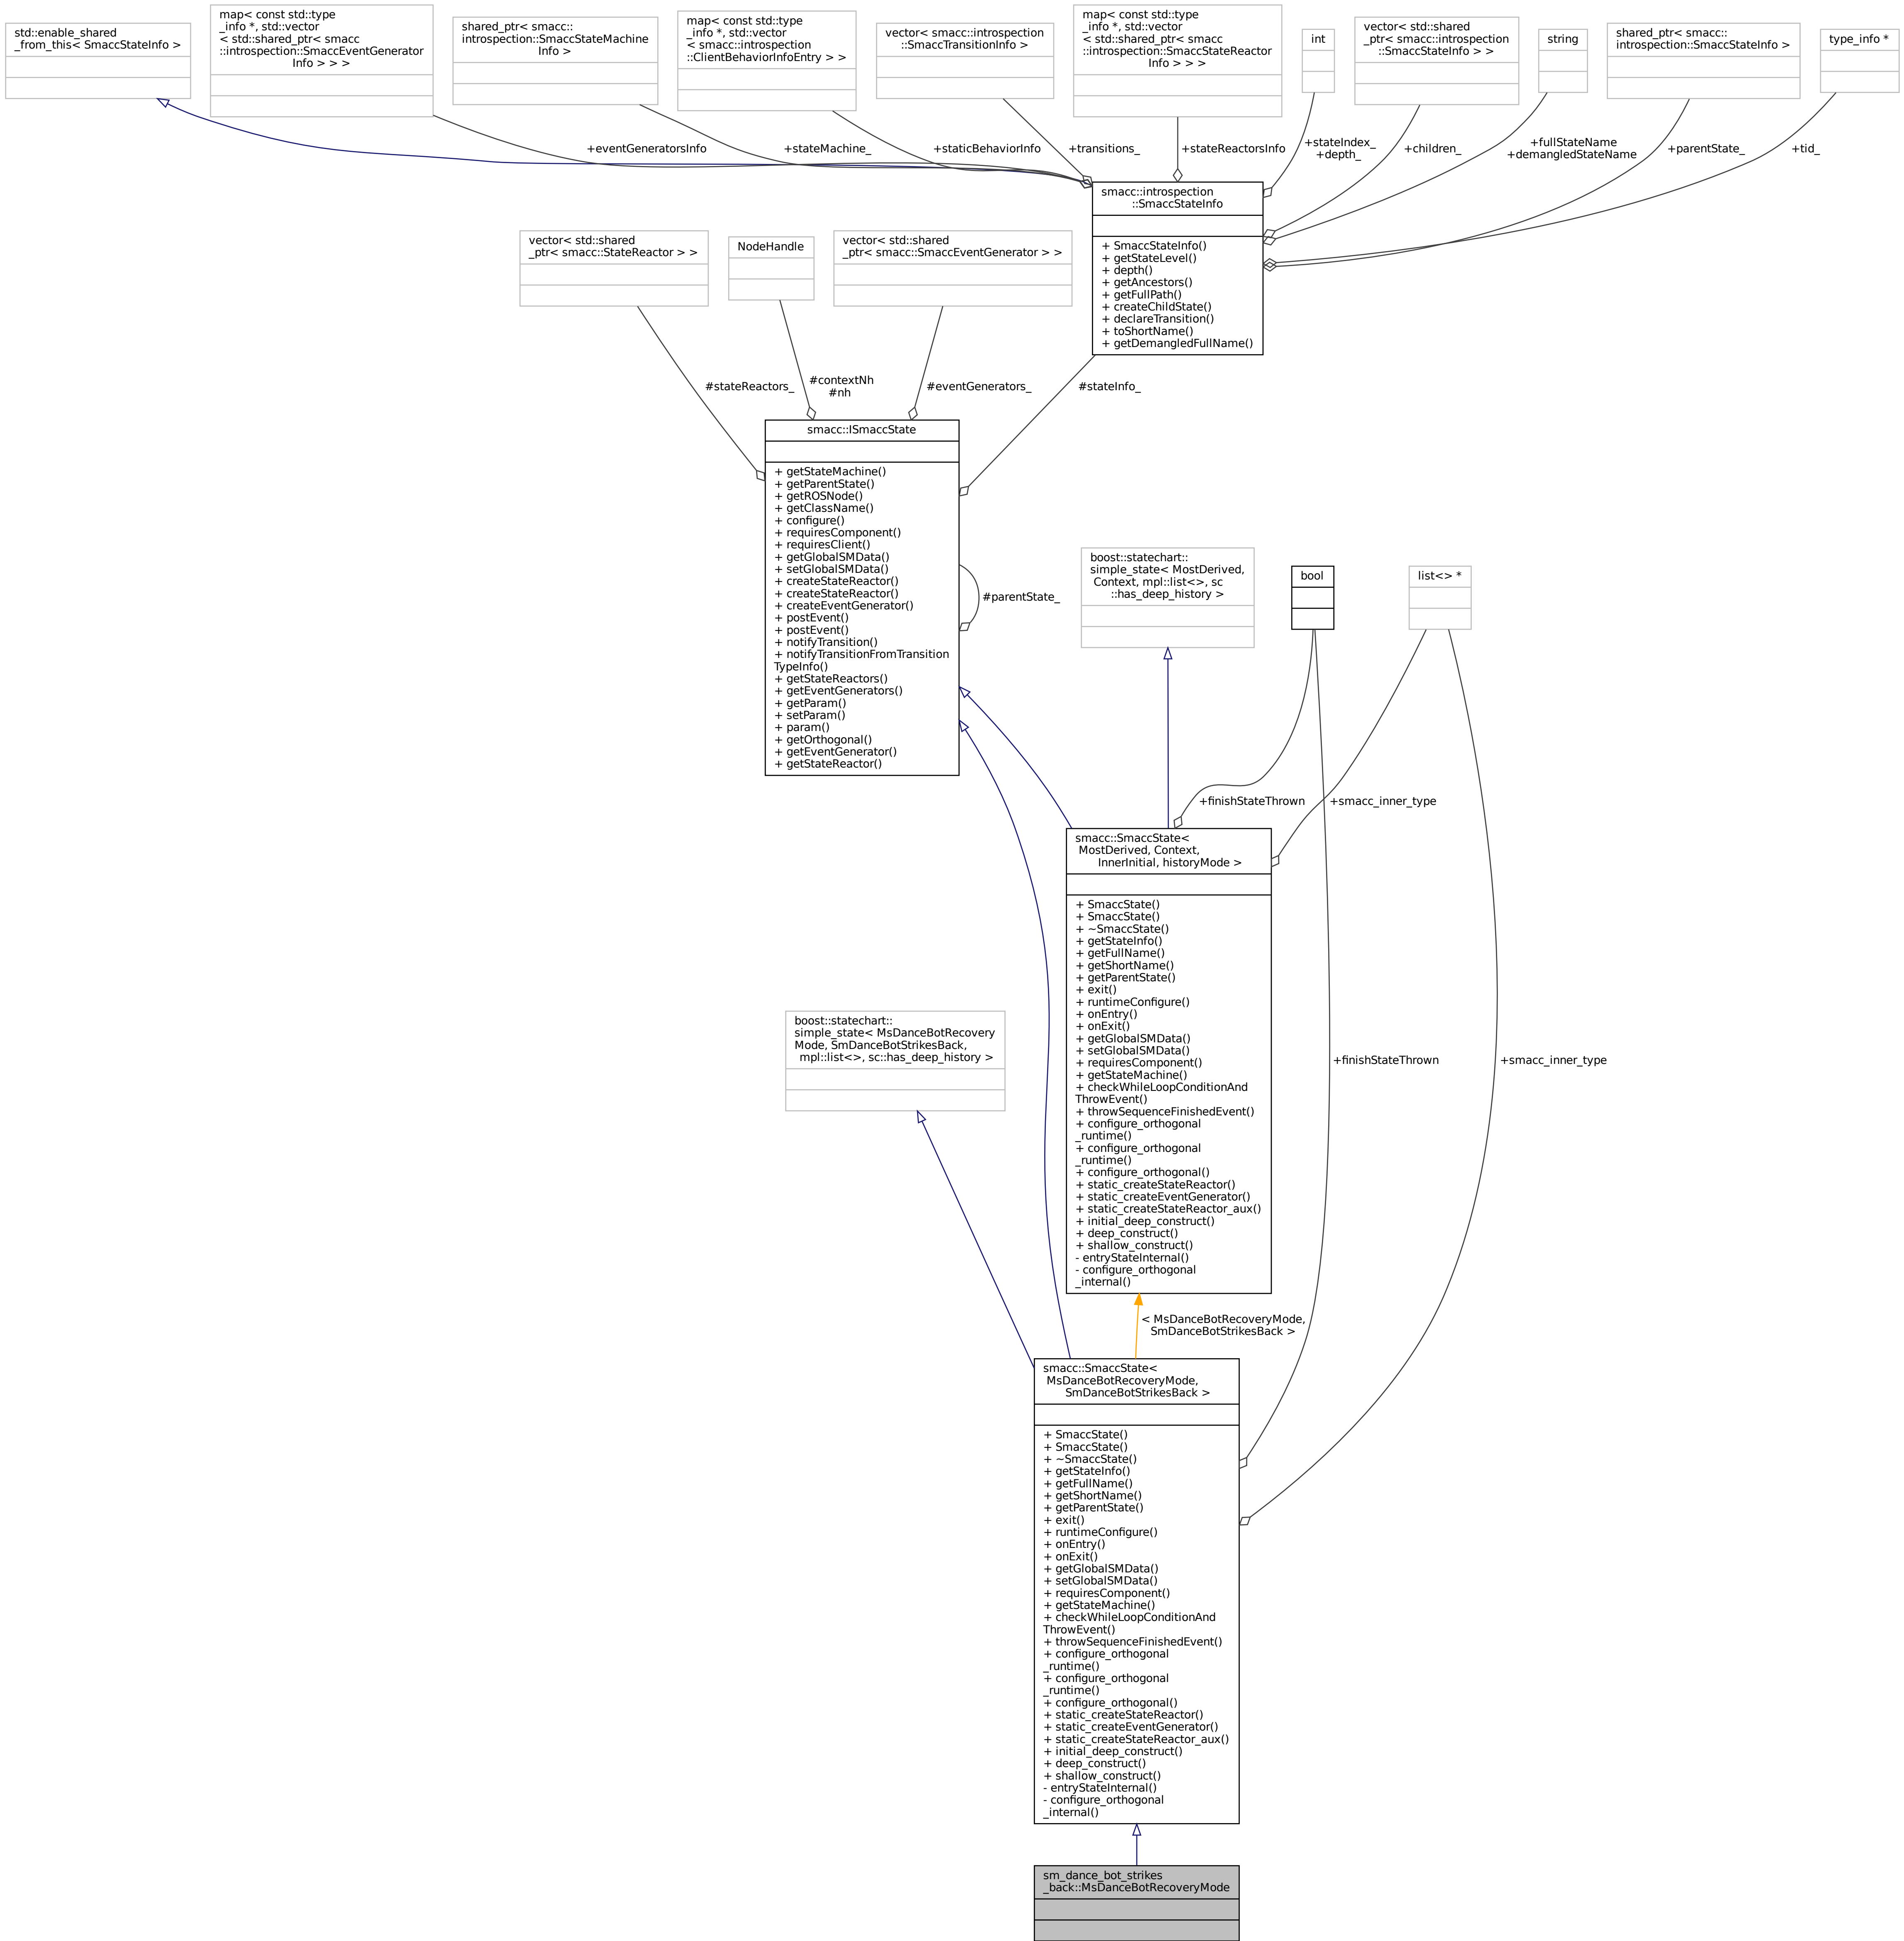 std::enable_shared
_from_this< SmaccStateInfo >
map< const std::type
_info *, std::vector
< std::shared_ptr< smacc
::introspection::SmaccEventGenerator
Info > > >
shared_ptr< smacc::
introspection::SmaccStateMachine
Info >
map< const std::type
_info *, std::vector
< smacc::introspection
::ClientBehaviorInfoEntry > >
vector< smacc::introspection
::SmaccTransitionInfo >
map< const std::type
_info *, std::vector
< std::shared_ptr< smacc
::introspection::SmaccStateReactor
Info > > >
int
vector< std::shared
_ptr< smacc::introspection
::SmaccStateInfo > >
string
shared_ptr< smacc::
introspection::SmaccStateInfo >
type_info *
+eventGeneratorsInfo
+stateMachine_
+staticBehaviorInfo
+transitions_
+stateReactorsInfo
+stateIndex_
+depth_
+children_
+fullStateName
+demangledStateName
+parentState_
+tid_
smacc::introspection
::SmaccStateInfo
+ SmaccStateInfo()
+ getStateLevel()
+ depth()
+ getAncestors()
+ getFullPath()
+ createChildState()
+ declareTransition()
+ toShortName()
+ getDemangledFullName()
vector< std::shared
_ptr< smacc::StateReactor > >
NodeHandle
vector< std::shared
_ptr< smacc::SmaccEventGenerator > >
#stateReactors_
#contextNh
#nh
#eventGenerators_
#stateInfo_
smacc::ISmaccState
+ getStateMachine()
+ getParentState()
+ getROSNode()
+ getClassName()
+ configure()
+ requiresComponent()
+ requiresClient()
+ getGlobalSMData()
+ setGlobalSMData()
+ createStateReactor()
+ createStateReactor()
+ createEventGenerator()
+ postEvent()
+ postEvent()
+ notifyTransition()
+ notifyTransitionFromTransition
TypeInfo()
+ getStateReactors()
+ getEventGenerators()
+ getParam()
+ setParam()
+ param()
+ getOrthogonal()
+ getEventGenerator()
+ getStateReactor()
#parentState_
boost::statechart::
simple_state< MostDerived,
Context, mpl::list<>, sc
::has_deep_history >
bool
list<> *
+finishStateThrown
+smacc_inner_type
smacc::SmaccState<
MostDerived, Context,
InnerInitial, historyMode >
+ SmaccState()
+ SmaccState()
+ ~SmaccState()
+ getStateInfo()
+ getFullName()
+ getShortName()
+ getParentState()
+ exit()
+ runtimeConfigure()
+ onEntry()
+ onExit()
+ getGlobalSMData()
+ setGlobalSMData()
+ requiresComponent()
+ getStateMachine()
+ checkWhileLoopConditionAnd
ThrowEvent()
+ throwSequenceFinishedEvent()
+ configure_orthogonal
_runtime()
+ configure_orthogonal
_runtime()
+ configure_orthogonal()
+ static_createStateReactor()
+ static_createEventGenerator()
+ static_createStateReactor_aux()
+ initial_deep_construct()
+ deep_construct()
+ shallow_construct()
- entryStateInternal()
- configure_orthogonal
_internal()
boost::statechart::
simple_state< MsDanceBotRecovery
Mode, SmDanceBotStrikesBack,
mpl::list<>, sc::has_deep_history >
+finishStateThrown
+smacc_inner_type
< MsDanceBotRecoveryMode,
SmDanceBotStrikesBack >
smacc::SmaccState<
MsDanceBotRecoveryMode,
SmDanceBotStrikesBack >
+ SmaccState()
+ SmaccState()
+ ~SmaccState()
+ getStateInfo()
+ getFullName()
+ getShortName()
+ getParentState()
+ exit()
+ runtimeConfigure()
+ onEntry()
+ onExit()
+ getGlobalSMData()
+ setGlobalSMData()
+ requiresComponent()
+ getStateMachine()
+ checkWhileLoopConditionAnd
ThrowEvent()
+ throwSequenceFinishedEvent()
+ configure_orthogonal
_runtime()
+ configure_orthogonal
_runtime()
+ configure_orthogonal()
+ static_createStateReactor()
+ static_createEventGenerator()
+ static_createStateReactor_aux()
+ initial_deep_construct()
+ deep_construct()
+ shallow_construct()
- entryStateInternal()
- configure_orthogonal
_internal()
sm_dance_bot_strikes
_back::MsDanceBotRecoveryMode